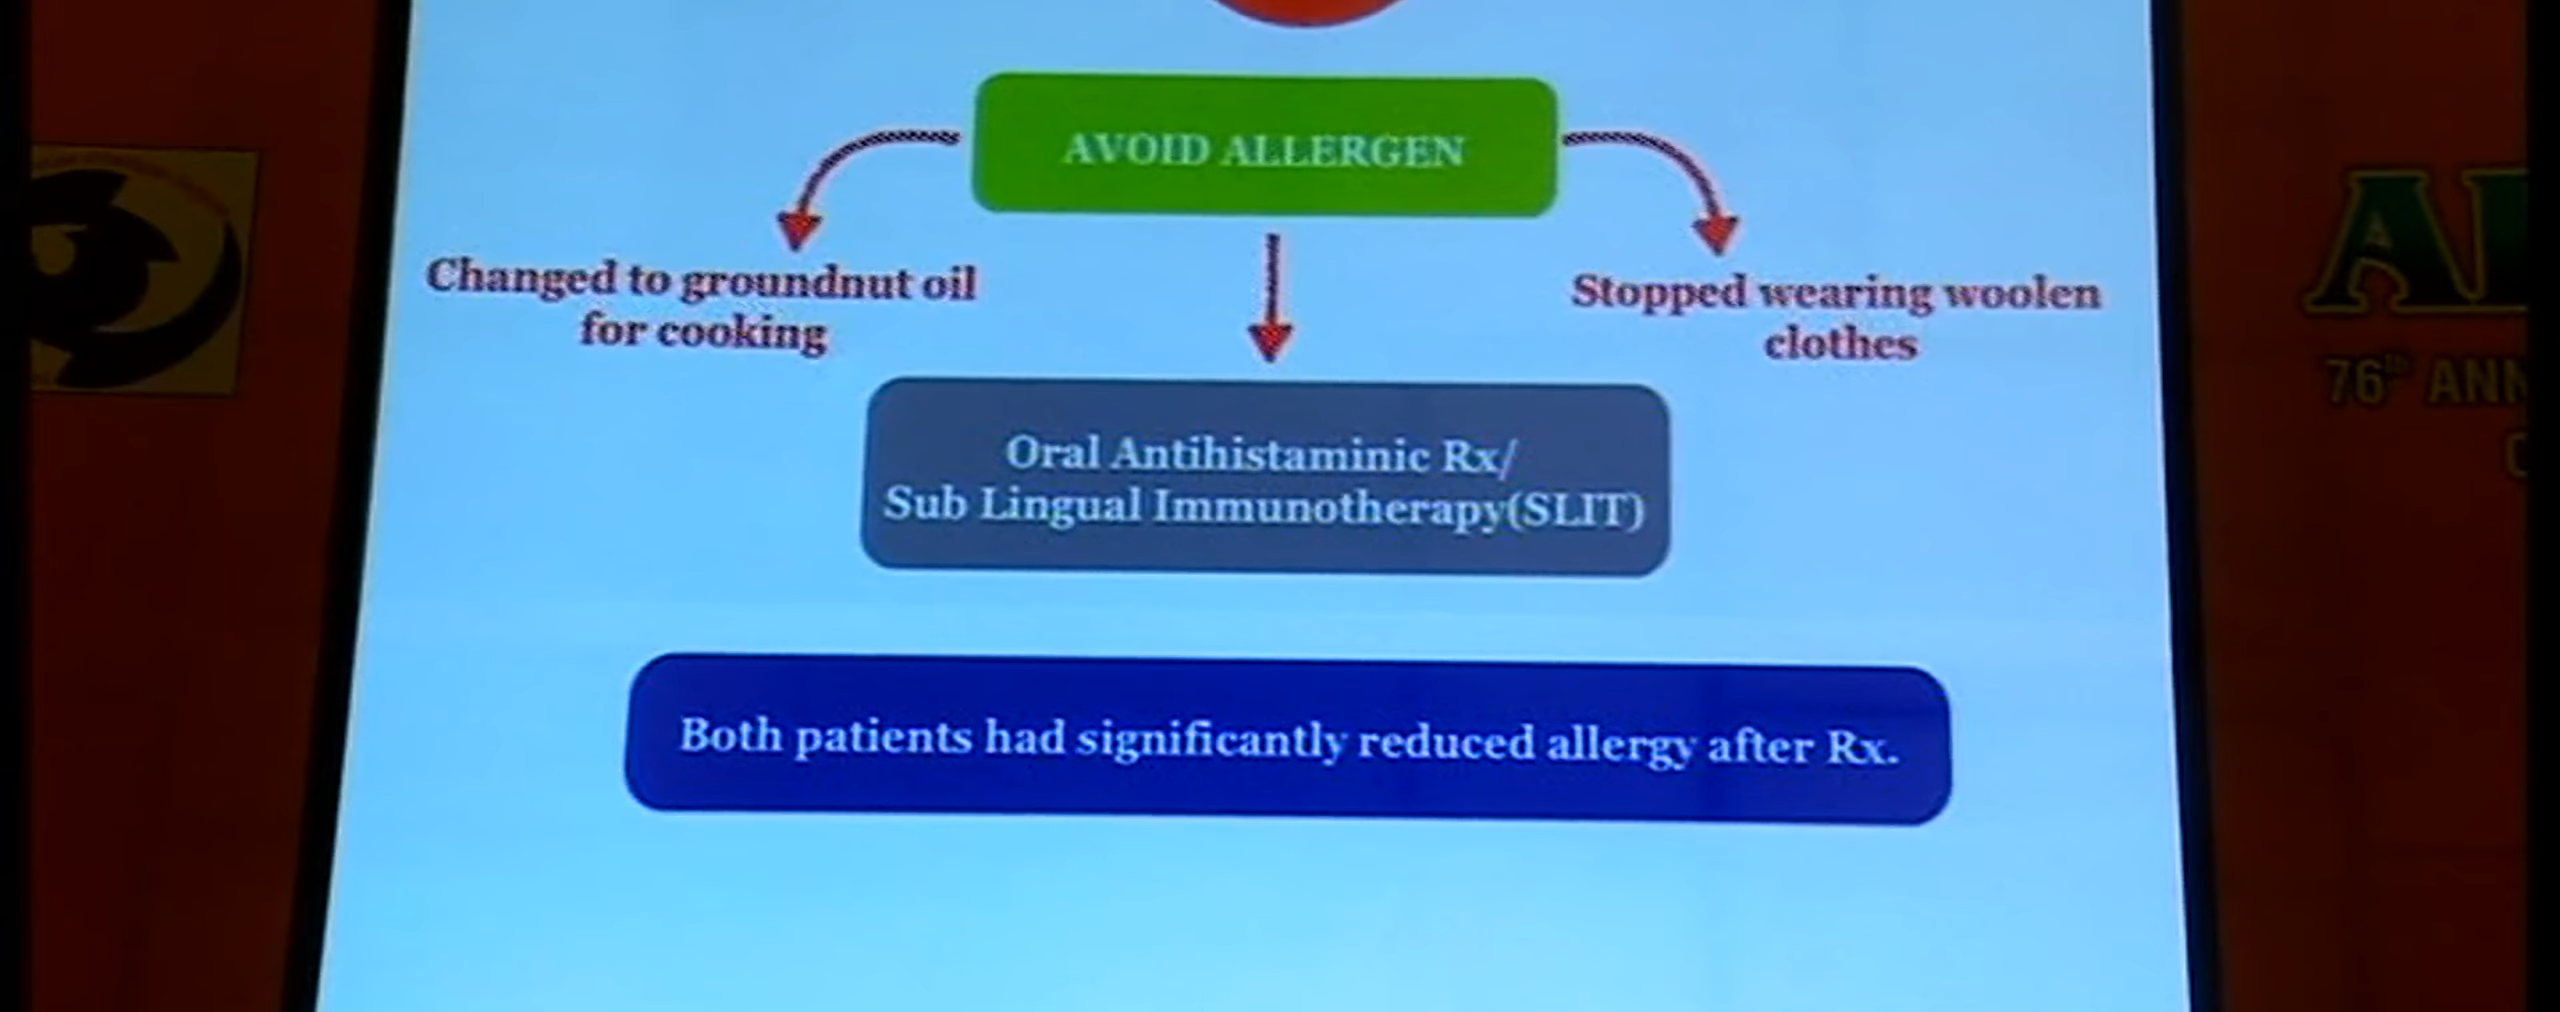 AVOID ALLERGEN
Changed to groundnut oil
for cooking
Stopped wearing woolen
clothes
Oral Antihistaminic Rx/
Sub Lingual Immunotherapy(SLIT)
Both patients had significantly reduced allergy after Rx.
76th